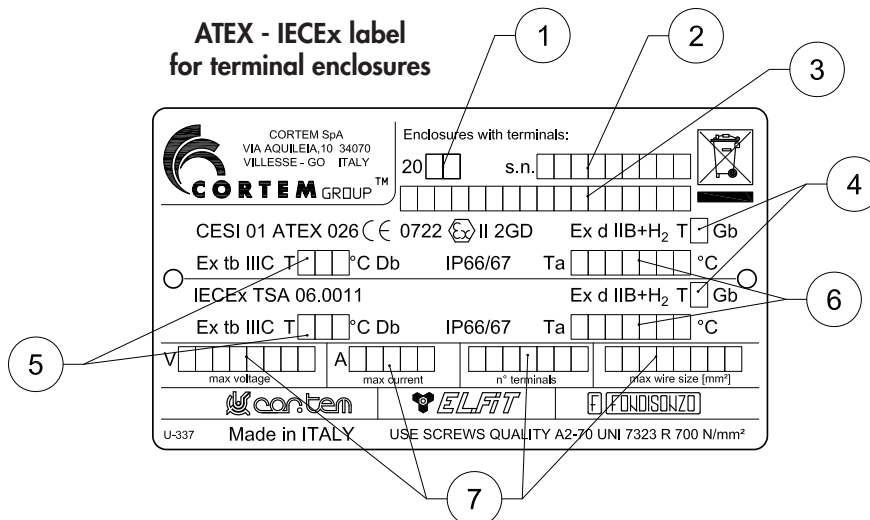 ATEX - IECEx label
for terminal enclosures
1
2
3
CORTEM SpA
VIA AQUILEIA,10 34070
VILLESSE - GO ITALY
CORTEM GROUP™
Enclosures with terminals:
20 s.n.
4
CESI 01 ATEX 026 CE 0722 Ex II 2GD Ex d IIB+H₂ T Gb
Ex tb IIIC T °C Db IP66/67 Ta °C
IECEx TSA 06.0011 Ex d IIB+H₂ T Gb
6
Ex tb IIIC T °C Db IP66/67 Ta °C
5
V A
max voltage max current n° terminals max wire size [mm²]
cor.tem ELFIT F FONDISONZO
U-337 Made in ITALY USE SCREWS QUALITY A2-70 UNI 7323 R 700 N/mm²
7